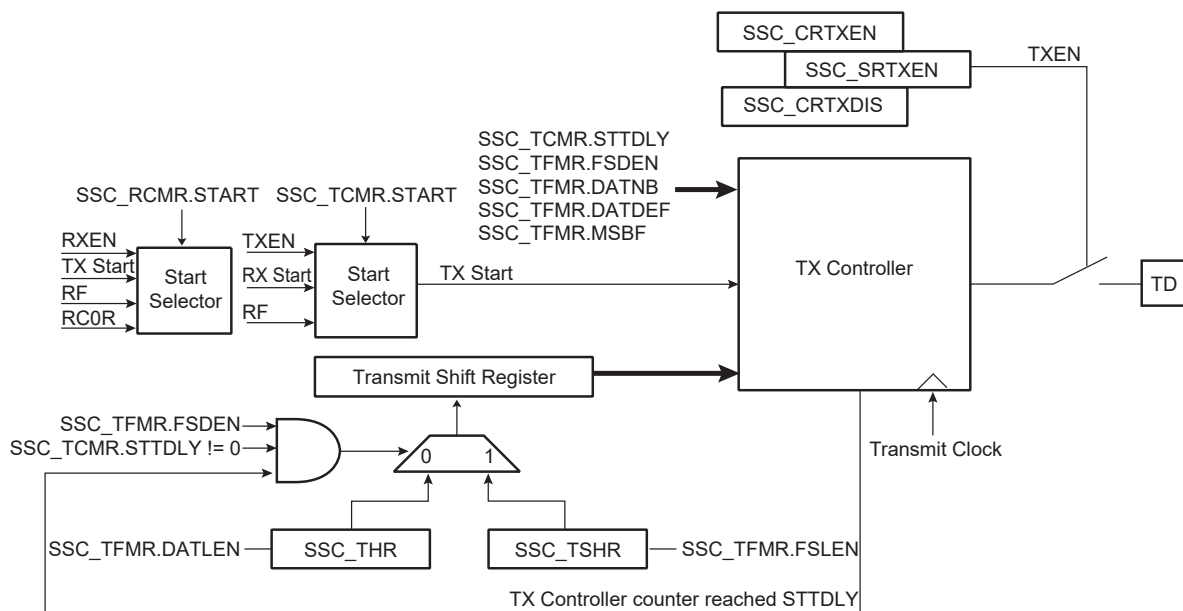 SSC_CRTXEN
SSC_SRTXEN
TXEN
SSC_CRTXDIS
SSC_TCMR.STTDLY
SSC_TFMR.FSDEN
SSC_TFMR.DATNB
SSC_TFMR.DATDEF
SSC_TFMR.MSBF
SSC_RCMR.START
SSC_TCMR.START
RXEN
TX Start
RF
RC0R
Start
Selector
TXEN
RX Start
RF
Start
Selector
TX Start
TX Controller
TD
Transmit Shift Register
Transmit Clock
SSC_TFMR.FSDEN
SSC_TCMR.STTDLY != 0
0
1
SSC_TFMR.DATLEN
SSC_THR
SSC_TSHR
SSC_TFMR.FSLEN
TX Controller counter reached STTDLY